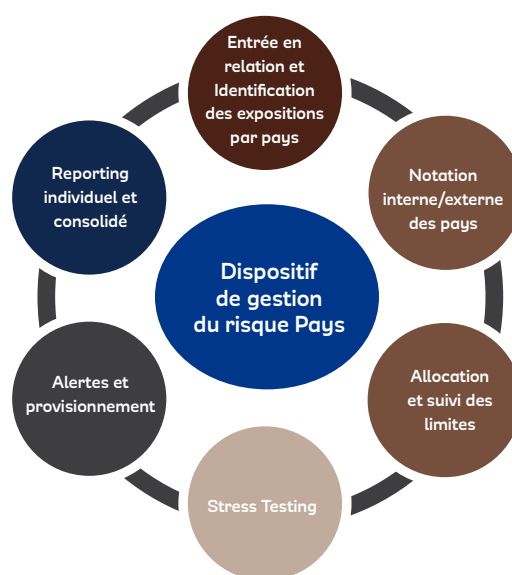 Entrée en
relation et
Identification
des expositions
par pays
Notation
interne/externe
des pays
Allocation
et suivi des
limites
Stress Testing
Alertes et
provisionnement
Reporting
individuel et
consolidé
Dispositif
de gestion
du risque Pays